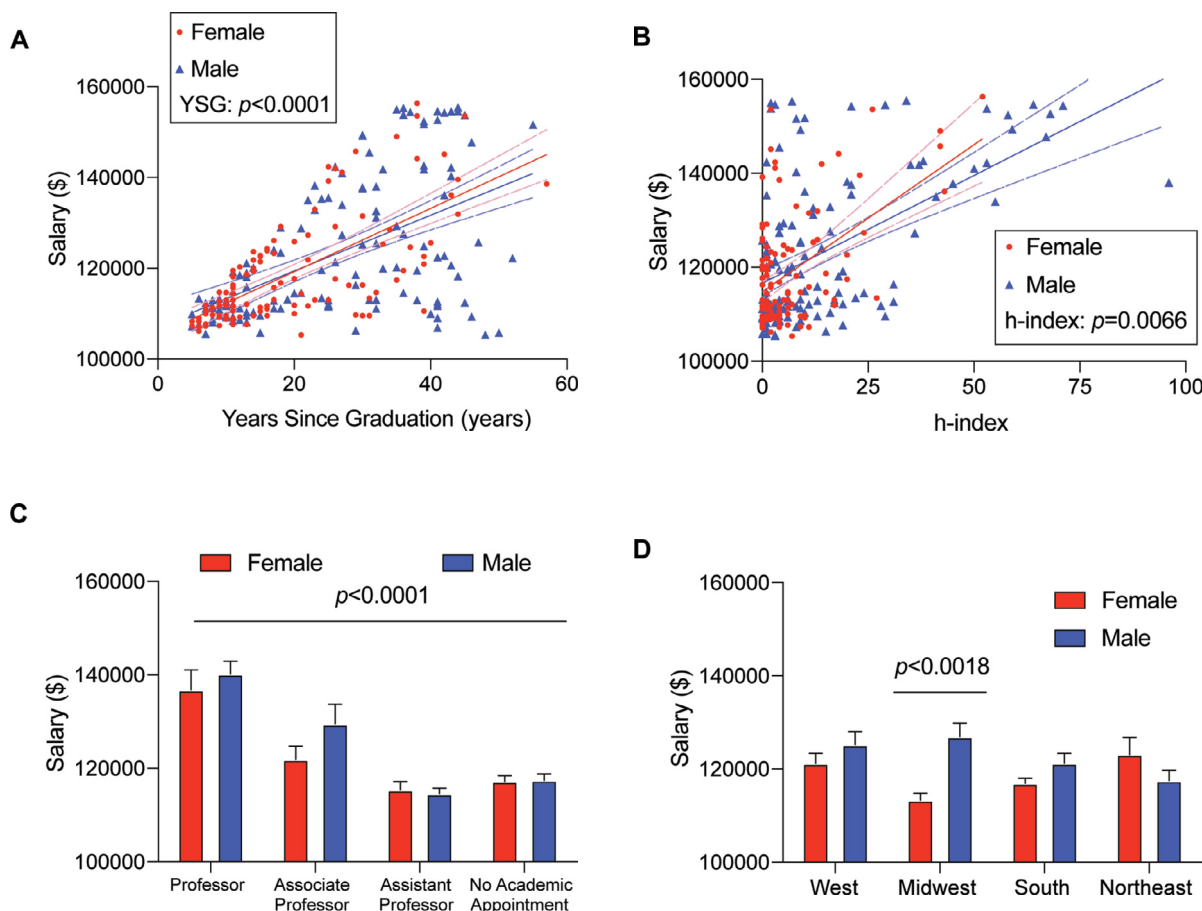 A
Female
Male
YSG: p<0.0001
160000
140000
120000
100000
Salary ($)
0
20
40
60
Years Since Graduation (years)
B
160000
140000
120000
100000
Salary ($)
Female
Male
h-index: p=0.0066
0
25
50
75
100
h-index
C
Female
Male
p<0.0001
160000
140000
120000
100000
Salary ($)
Professor
Associate
Professor
Assistant
Professor
No Academic
Appointment
D
Female
Male
p<0.0018
160000
140000
120000
100000
Salary ($)
West
Midwest
South
Northeast